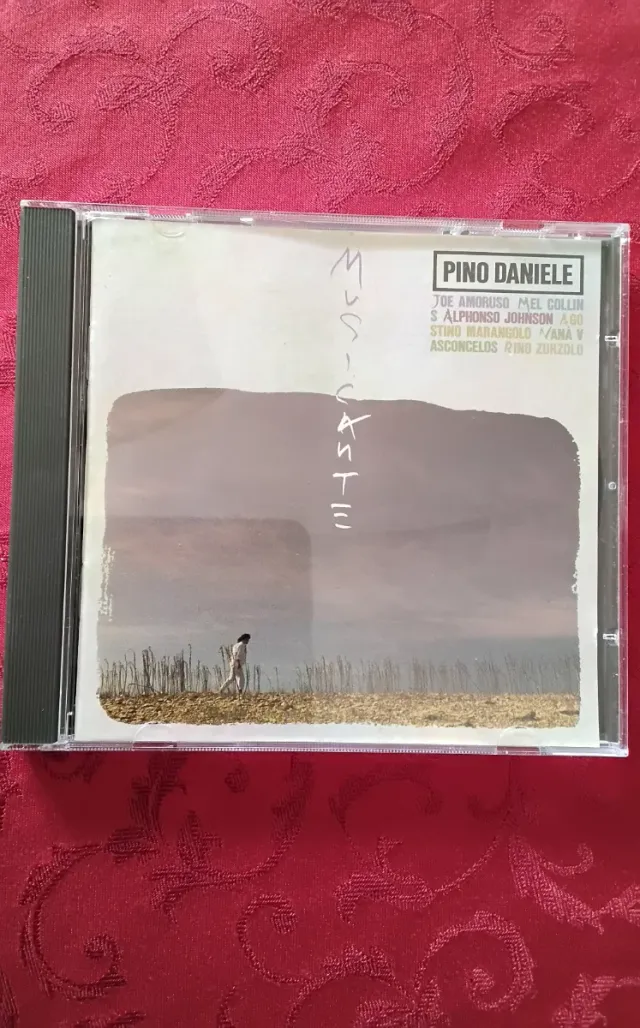 MUSICANTE
PINO DANIELE
JOE AMORUSO MEL COLLIN
S ALPHONSO JOHNSON AGO
STINO MARANGOLO NANÀ V
ASCONCELOS RINO ZURZOLO